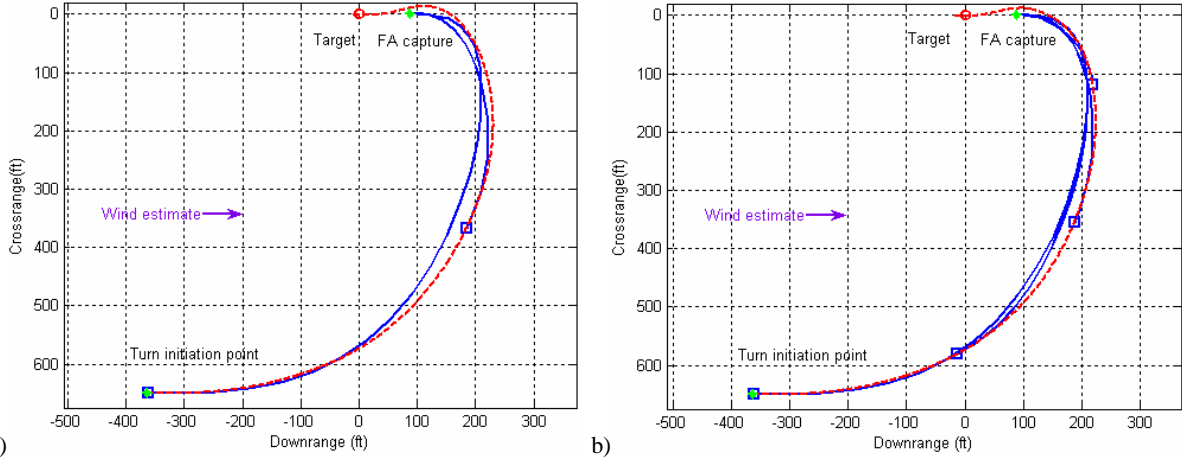 0
100
200
300
400
500
600
Crossrange(ft)
Target
FA capture
Wind estimate
Turn initiation point
-500
-400
-300
-200
-100
0
100
200
300
Downrange (ft)
)
0
100
200
300
400
500
600
Crossrange(ft)
Target
FA capture
Wind estimate
Turn initiation point
-500
-400
-300
-200
-100
0
100
200
300
Downrange (ft)
b)